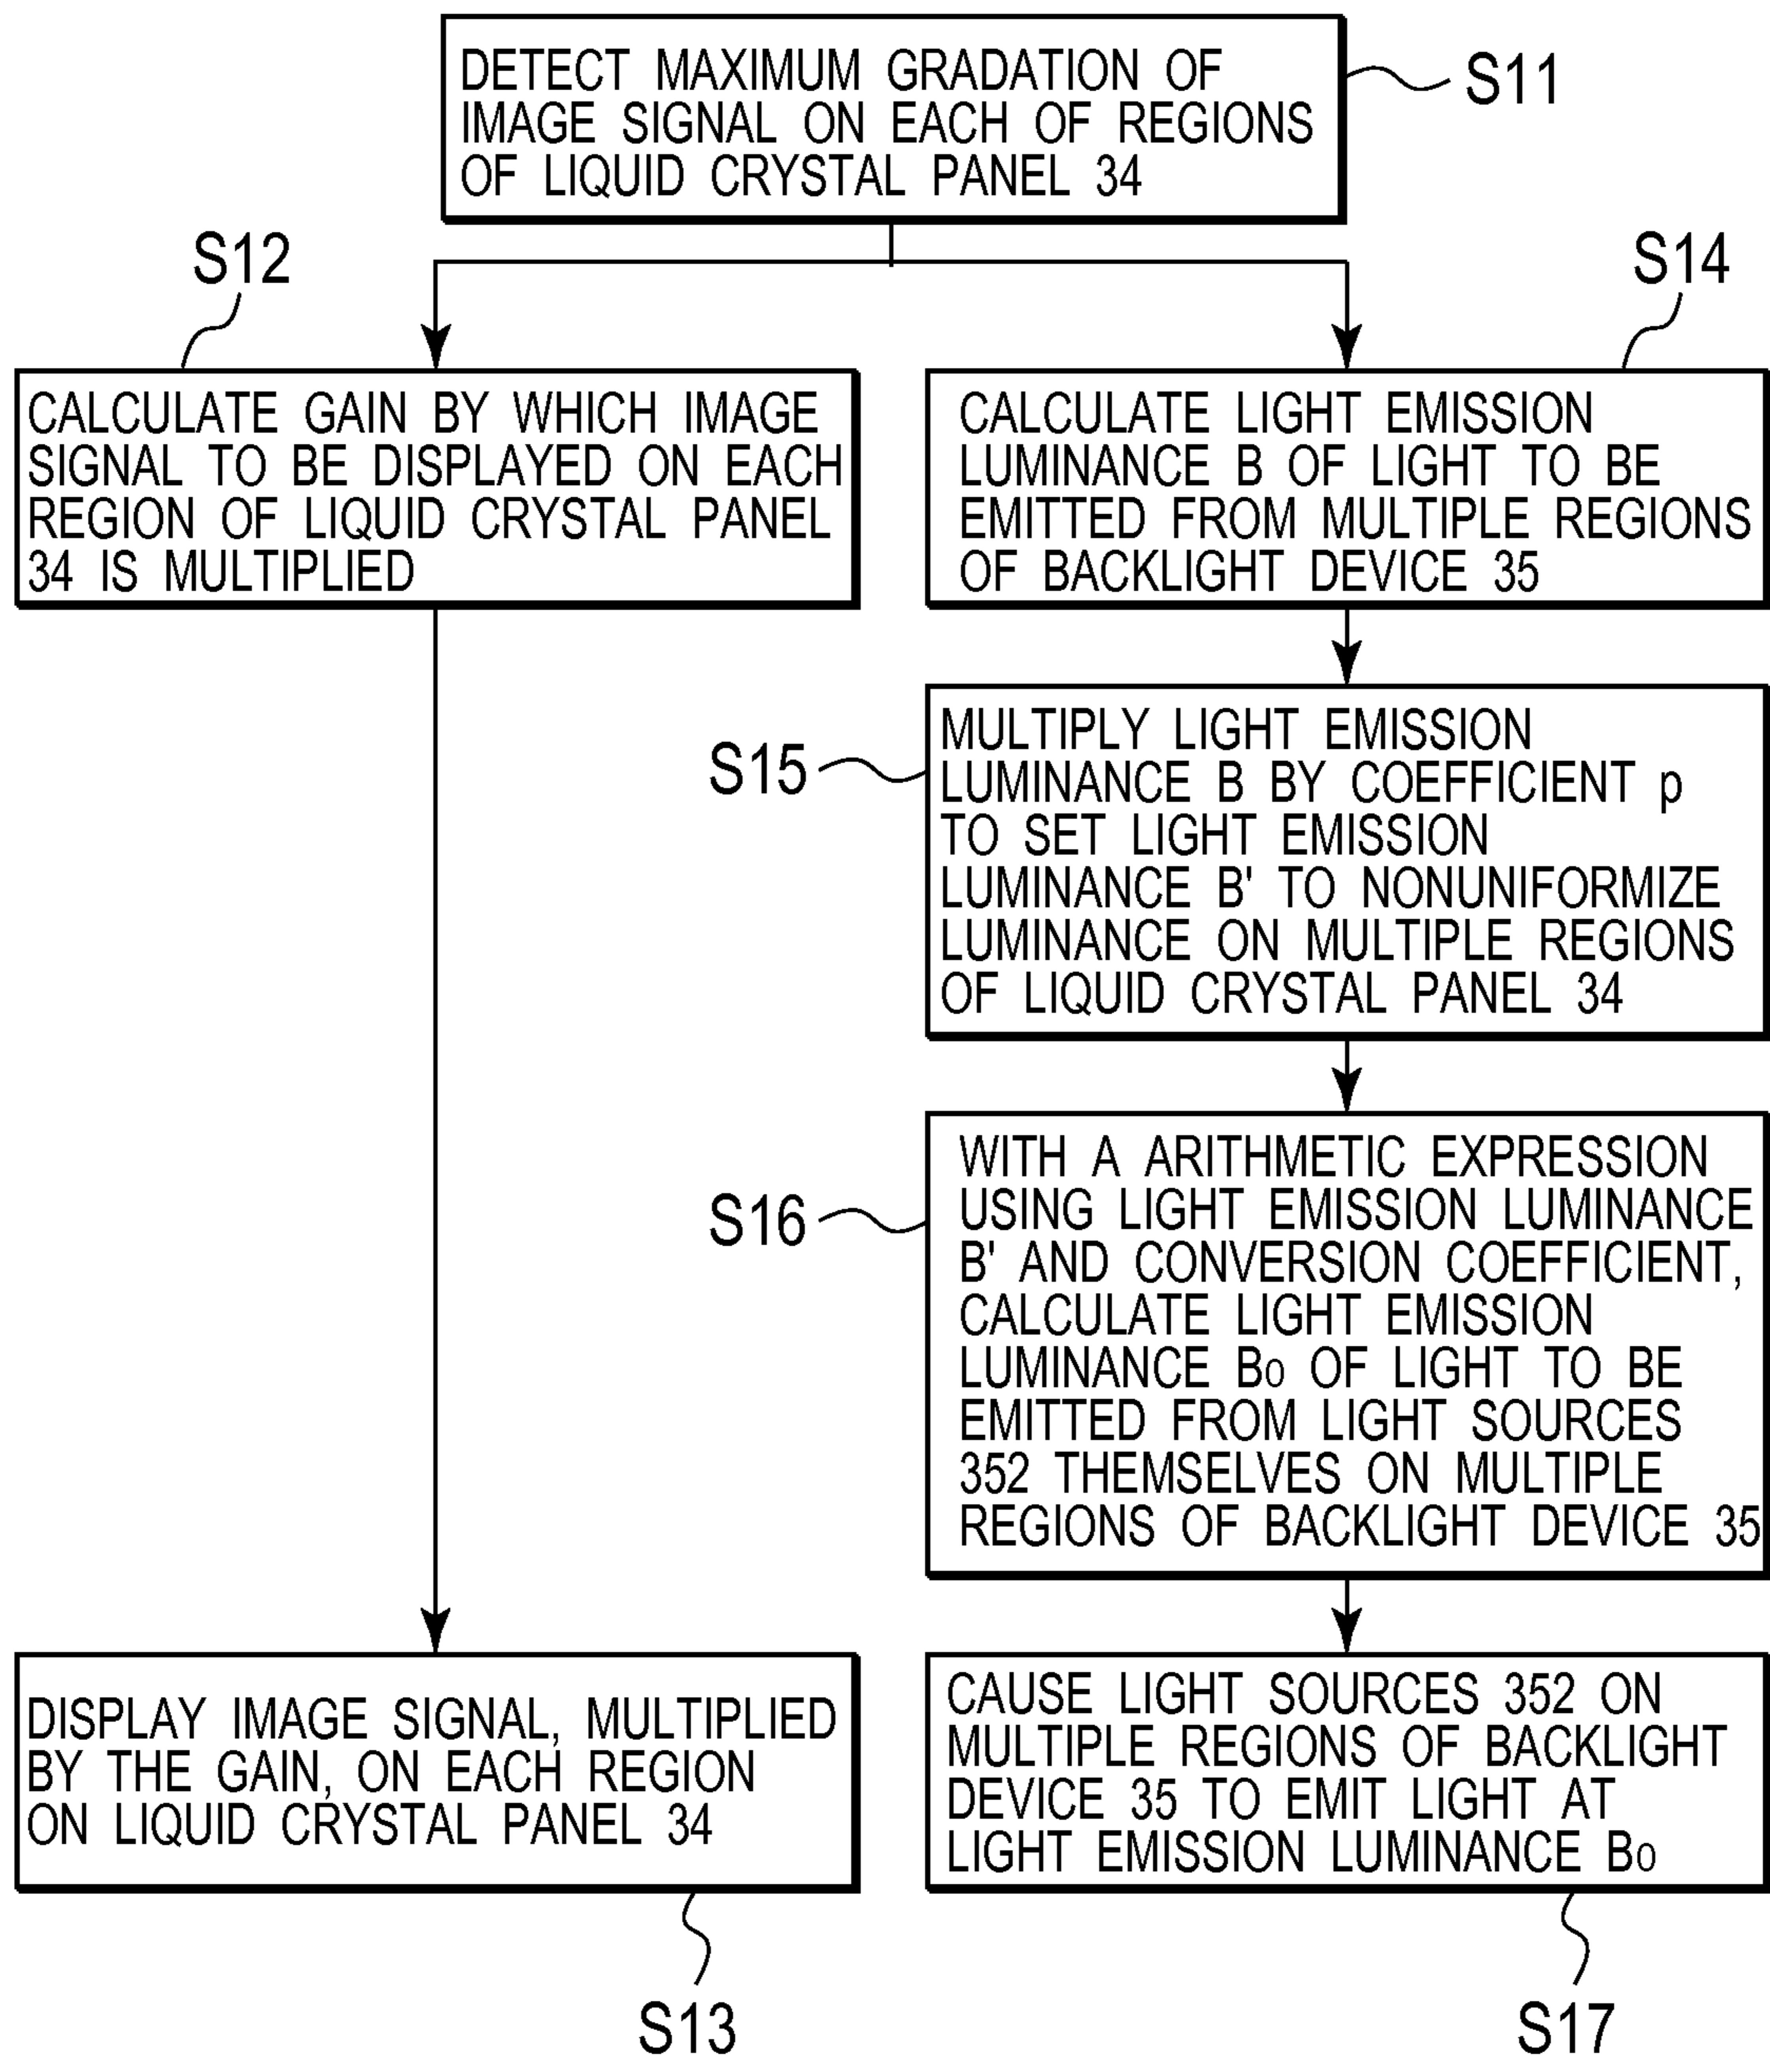 DETECT MAXIMUM GRADATION OF
IMAGE SIGNAL ON EACH OF REGIONS
OF LIQUID CRYSTAL PANEL 34
S11
S12
CALCULATE GAIN BY WHICH IMAGE
SIGNAL TO BE DISPLAYED ON EACH
REGION OF LIQUID CRYSTAL PANEL
34 IS MULTIPLIED
S14
CALCULATE LIGHT EMISSION
LUMINANCE B OF LIGHT TO BE
EMITTED FROM MULTIPLE REGIONS
OF BACKLIGHT DEVICE 35
S15
MULTIPLY LIGHT EMISSION
LUMINANCE B BY COEFFICIENT p
TO SET LIGHT EMISSION
LUMINANCE B' TO NONUNIFORMIZE
LUMINANCE ON MULTIPLE REGIONS
OF LIQUID CRYSTAL PANEL 34
S16
WITH A ARITHMETIC EXPRESSION
USING LIGHT EMISSION LUMINANCE
B' AND CONVERSION COEFFICIENT,
CALCULATE LIGHT EMISSION
LUMINANCE B₀ OF LIGHT TO BE
EMITTED FROM LIGHT SOURCES
352 THEMSELVES ON MULTIPLE
REGIONS OF BACKLIGHT DEVICE 35
DISPLAY IMAGE SIGNAL, MULTIPLIED
BY THE GAIN, ON EACH REGION
ON LIQUID CRYSTAL PANEL 34
S13
CAUSE LIGHT SOURCES 352 ON
MULTIPLE REGIONS OF BACKLIGHT
DEVICE 35 TO EMIT LIGHT AT
LIGHT EMISSION LUMINANCE B₀
S17